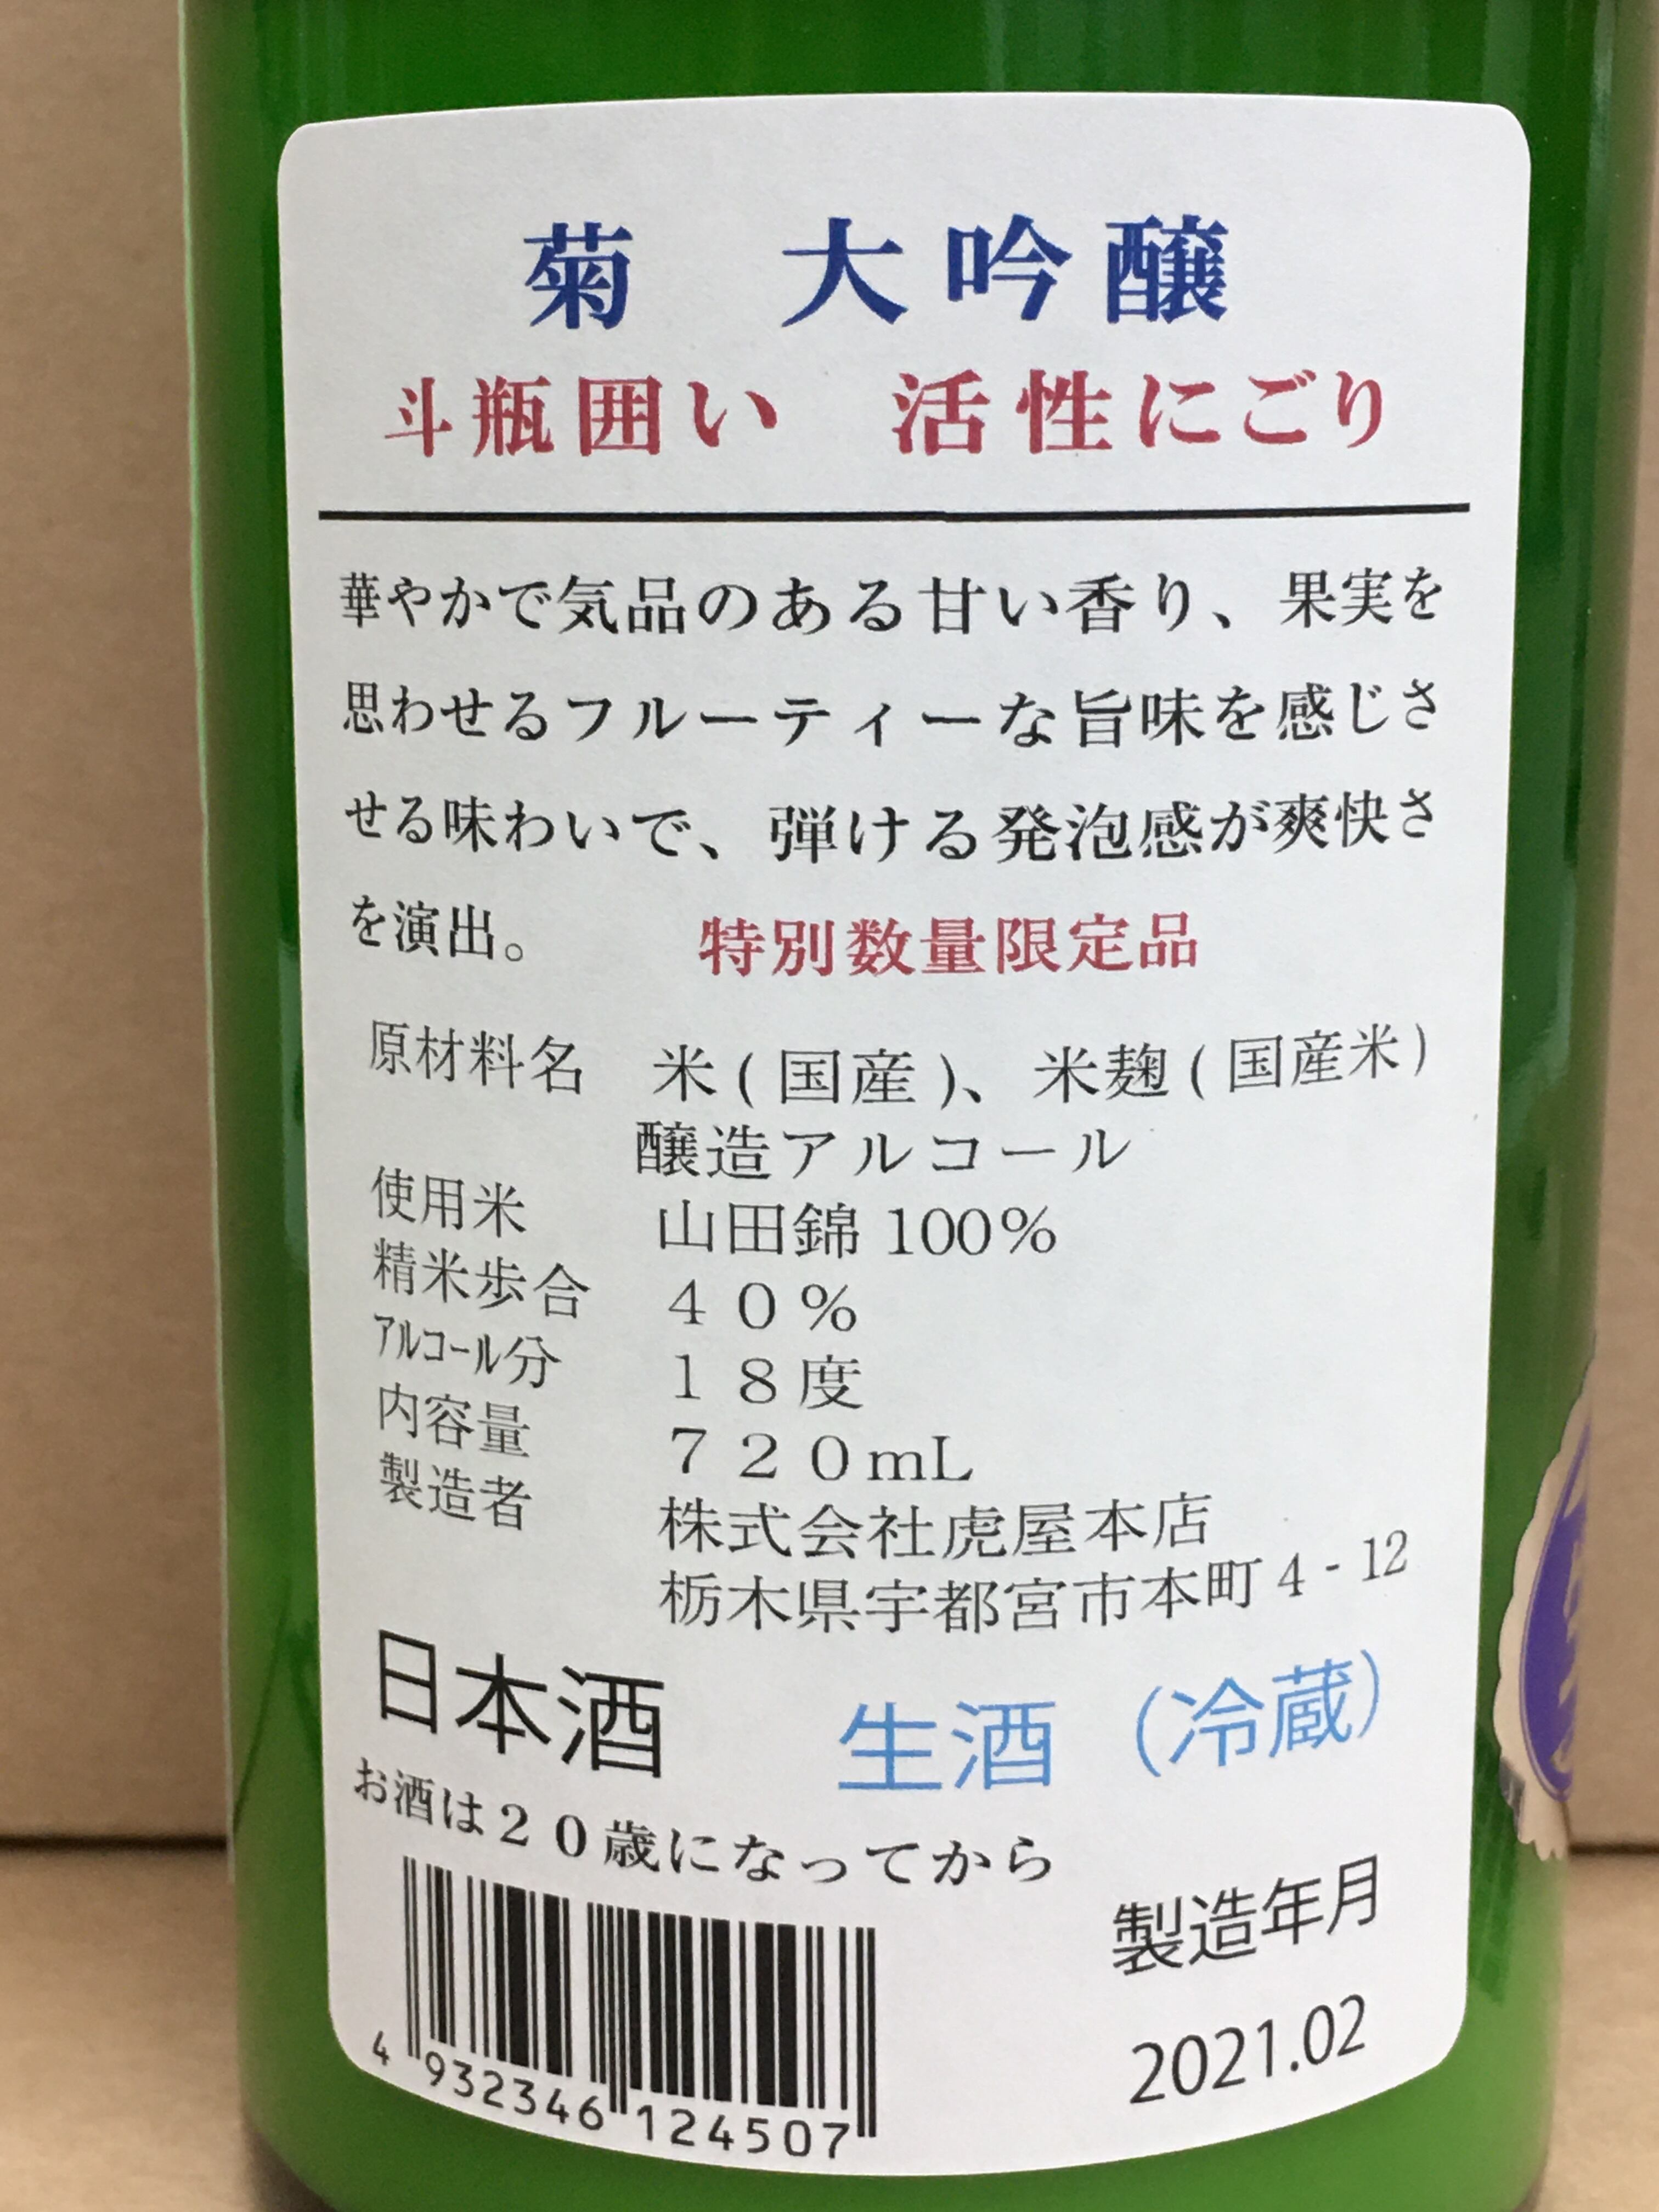 菊 大吟醸
斗瓶囲い 活性にごり
華やかで気品のある甘い香り、果実を
思わせるフルーティーな旨味を感じさ
せる味わいで、弾ける発泡感が爽快さ
を演出。 特別数量限定品
原材料名 米(国産)、米麹(国産米)
醸造アルコール
使用米 山田錦100%
精米歩合 40%
アルコール分 18度
内容量 720mL
製造者 株式会社虎屋本店
栃木県宇都宮市本町4-12
日本酒 生酒(冷蔵)
お酒は20歳になってから
製造年月
2021.02
4 932346 124507